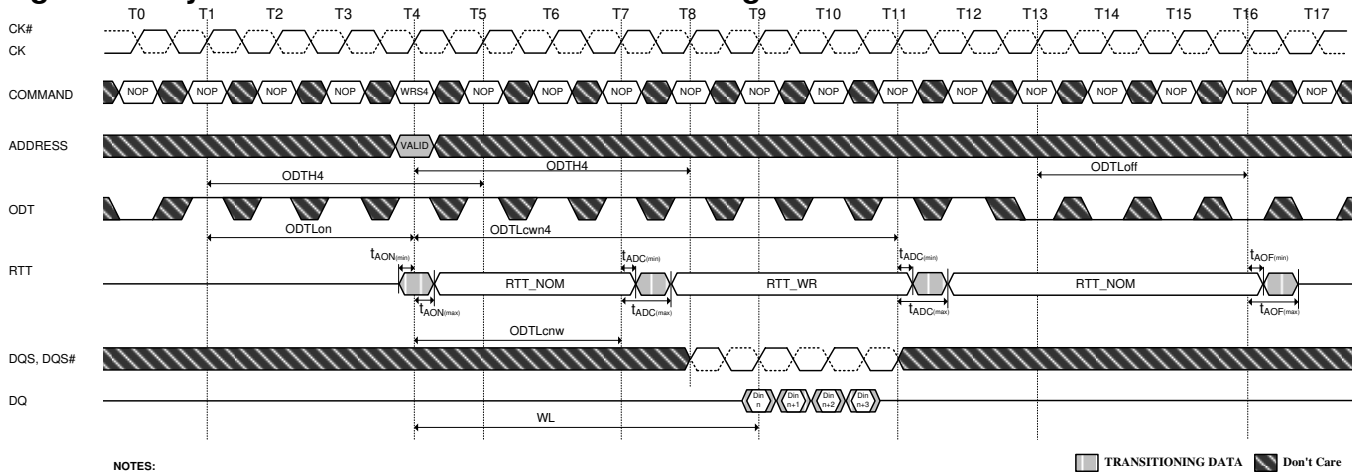 T0 T1 T2 T3 T4 T5 T6 T7 T8 T9 T10 T11 T12 T13 T14 T15 T16 T17
CK#
CK
COMMAND NOP NOP NOP NOP WRS4 NOP NOP NOP NOP NOP NOP NOP NOP NOP NOP NOP NOP NOP
ADDRESS VALID
ODTH4 ODTH4 ODTLoff
ODT
ODTLon ODTLcwn4
tAON(min) tADC(min) tADC(min) tAOF(min)
RTT RTT_NOM RTT_WR RTT_NOM
tAON(max) tADC(max) tADC(max) tAOF(max)
ODTLcnw
DQS, DQS#
DQ Din n Din n+1 Din n+2 Din n+3
WL
NOTES: TRANSITIONING DATA Don't Care